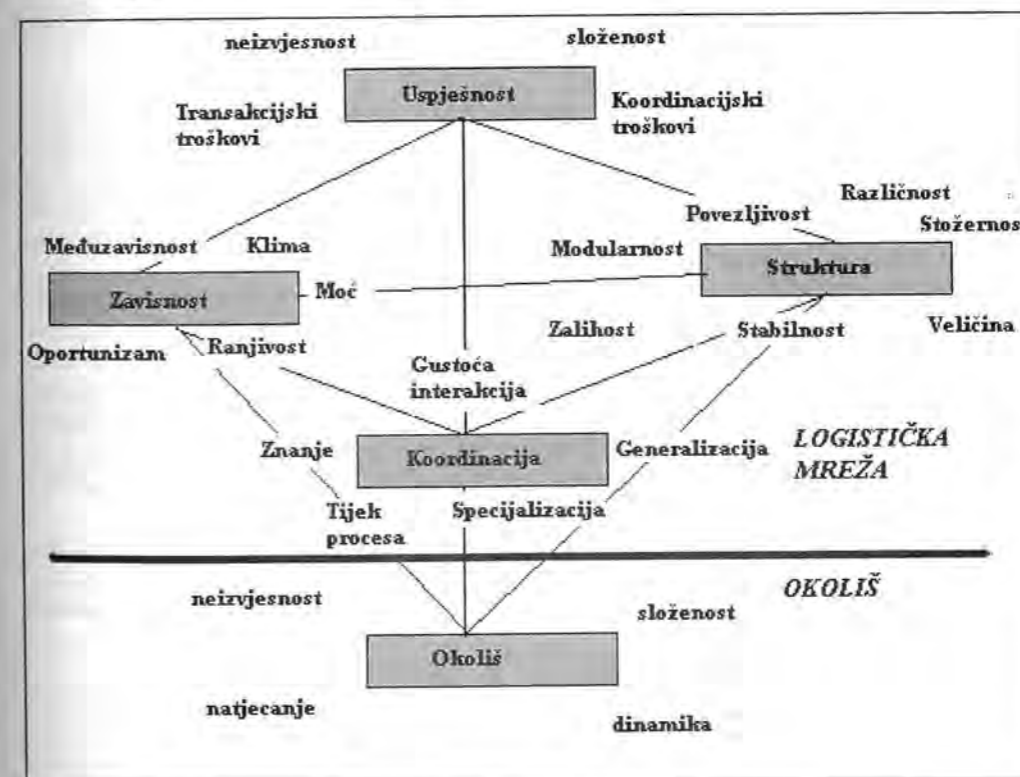 neizvjesnost
složenost
Uspješnost
Transakcijski
troškovi
Koordinacijski
troškovi
Različnost
Povezljivost
Stožernos
Međuzavisnost
Klima
Modularnost
Struktura
Zavisnost
Moć
Zalihost
Stabilnost
Veličina
Oportunizam
Ranjivost
Gustoća
interakcija
Znanje
Koordinacija
Generalizacija
LOGISTIČKA
MREŽA
Tijek
procesa
Specijalizacija
neizvjesnost
OKOLIŠ
složenost
Okoliš
natjecanje
dinamika